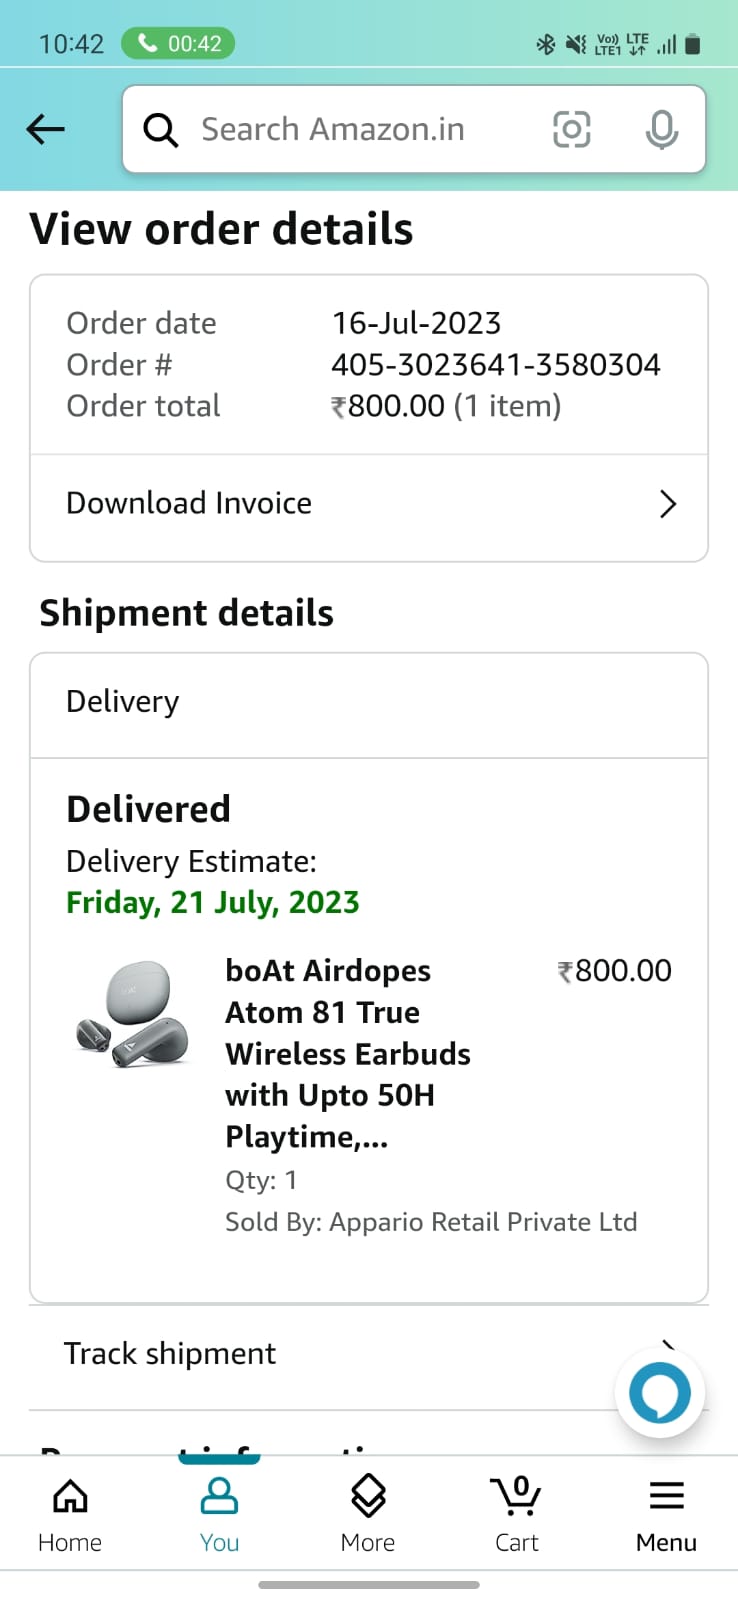 10:42 00:42 Vo)) LTE
LTE1
Search Amazon.in
View order details
Order date 16-Jul-2023
Order # 405-3023641-3580304
Order total ₹800.00 (1 item)
Download Invoice
Shipment details
Delivery
Delivered
Delivery Estimate:
Friday, 21 July, 2023
boAt Airdopes ₹800.00
Atom 81 True
Wireless Earbuds
with Upto 50H
Playtime,...
Qty: 1
Sold By: Appario Retail Private Ltd
Track shipment
0
Home You More Cart Menu